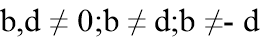 b,d ≠ 0;b ≠ d;b ≠- d